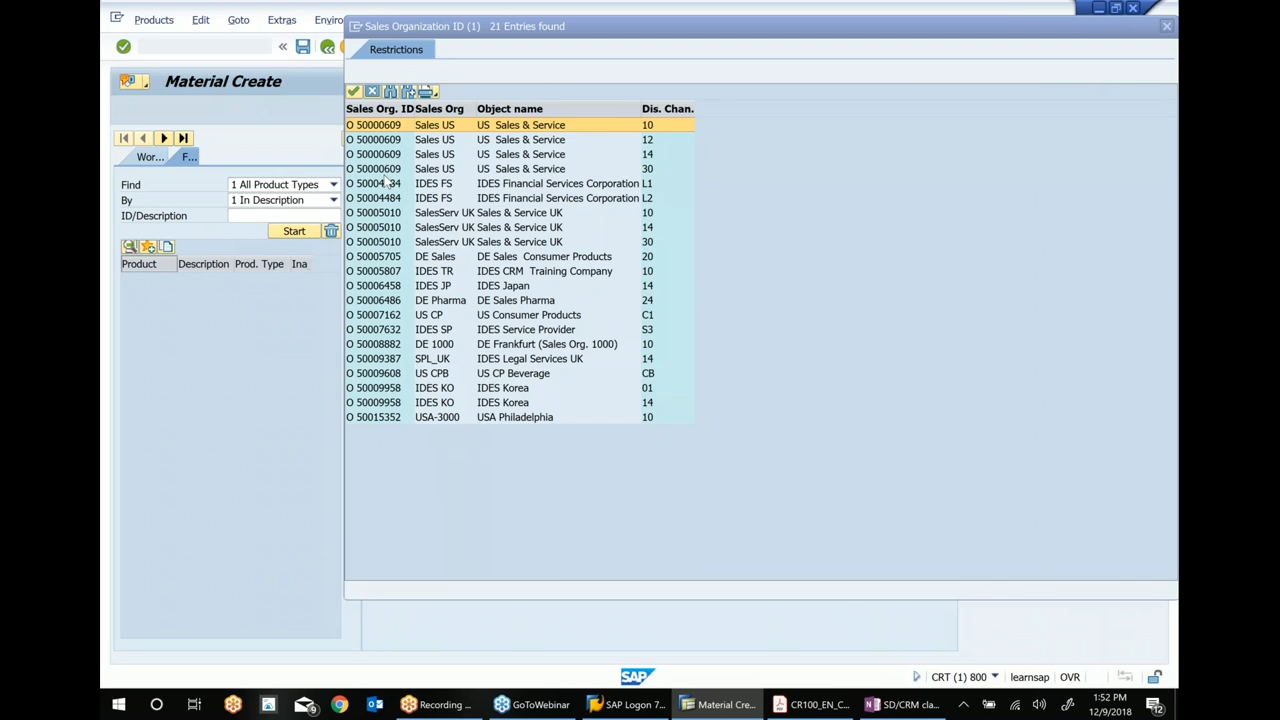 Products Edit Goto Extras Enviro
Sales Organization ID (1) 21 Entries found
Restrictions
Material Create
Sales Org. ID Sales Org Object name Dis. Chan.
O 50000609 Sales US US Sales & Service 10
O 50000609 Sales US US Sales & Service 12
O 50000609 Sales US US Sales & Service 14
O 50000609 Sales US US Sales & Service 30
O 50004484 IDES FS IDES Financial Services Corporation L1
O 50004484 IDES FS IDES Financial Services Corporation L2
O 50005010 SalesServ UK Sales & Service UK 10
O 50005010 SalesServ UK Sales & Service UK 14
O 50005010 SalesServ UK Sales & Service UK 30
O 50005705 DE Sales DE Sales Consumer Products 20
O 50005807 IDES TR IDES CRM Training Company 10
O 50006458 IDES JP IDES Japan 14
O 50006486 DE Pharma DE Sales Pharma 24
O 50007162 US CP US Consumer Products C1
O 50007632 IDES SP IDES Service Provider S3
O 50008882 DE 1000 DE Frankfurt (Sales Org. 1000) 10
O 50009387 SPL_UK IDES Legal Services UK 14
O 50009608 US CPB US CP Beverage CB
O 50009958 IDES KO IDES Korea 01
O 50009958 IDES KO IDES Korea 14
O 50015352 USA-3000 USA Philadelphia 10
Wor... F...
Find 1 All Product Types
By 1 In Description
ID/Description
Start
Product Description Prod. Type Ina
SAP
CRT (1) 800 learnsap OVR
Recording ... GoToWebinar SAP Logon 7... Material Cre... CR100_EN_C... SD/CRM cla...
1:52 PM
12/9/2018
12